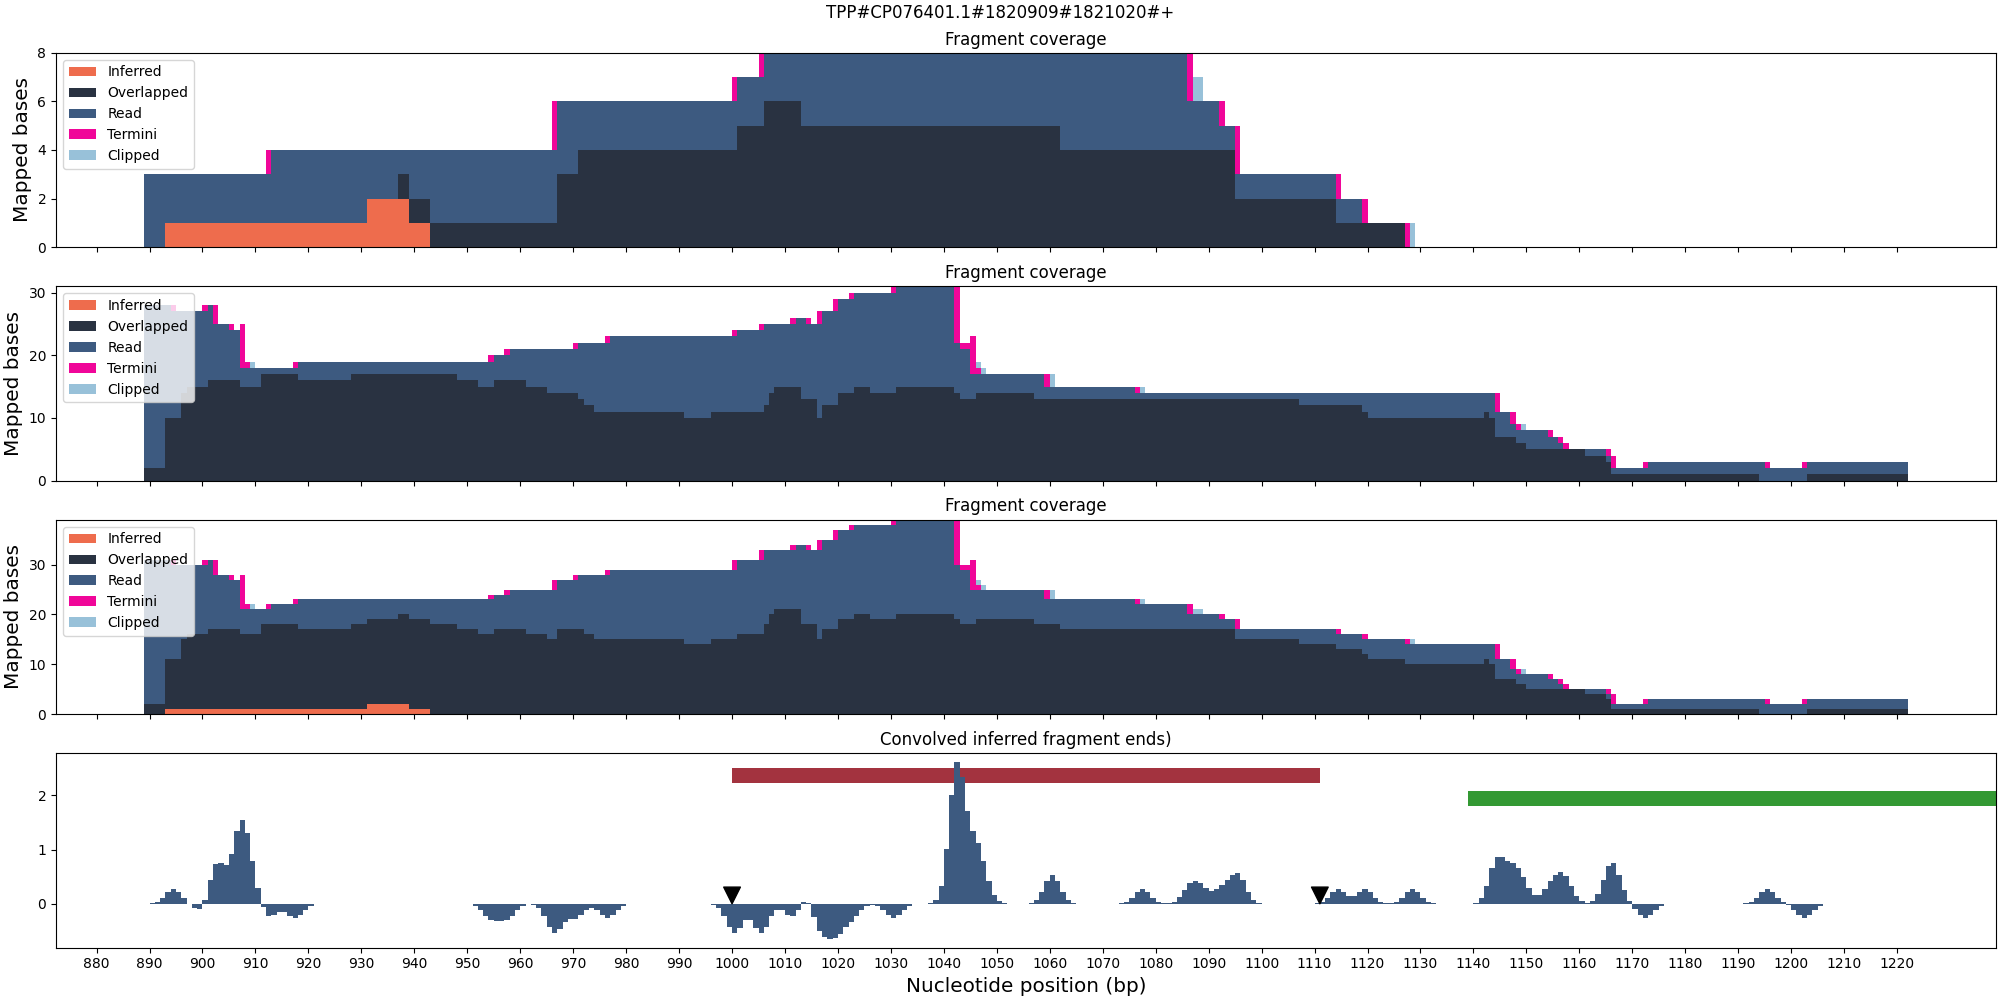 TPP#CP076401.1#1820909#1821020#+
Fragment coverage
Mapped bases
8
6
4
2
0
Inferred
Overlapped
Read
Termini
Clipped
Fragment coverage
Mapped bases
30
20
10
0
Inferred
Overlapped
Read
Termini
Clipped
Fragment coverage
Mapped bases
30
20
10
0
Inferred
Overlapped
Read
Termini
Clipped
Convolved inferred fragment ends)
2
1
0
880 890 900 910 920 930 940 950 960 970 980 990 1000 1010 1020 1030 1040 1050 1060 1070 1080 1090 1100 1110 1120 1130 1140 1150 1160 1170 1180 1190 1200 1210 1220
Nucleotide position (bp)